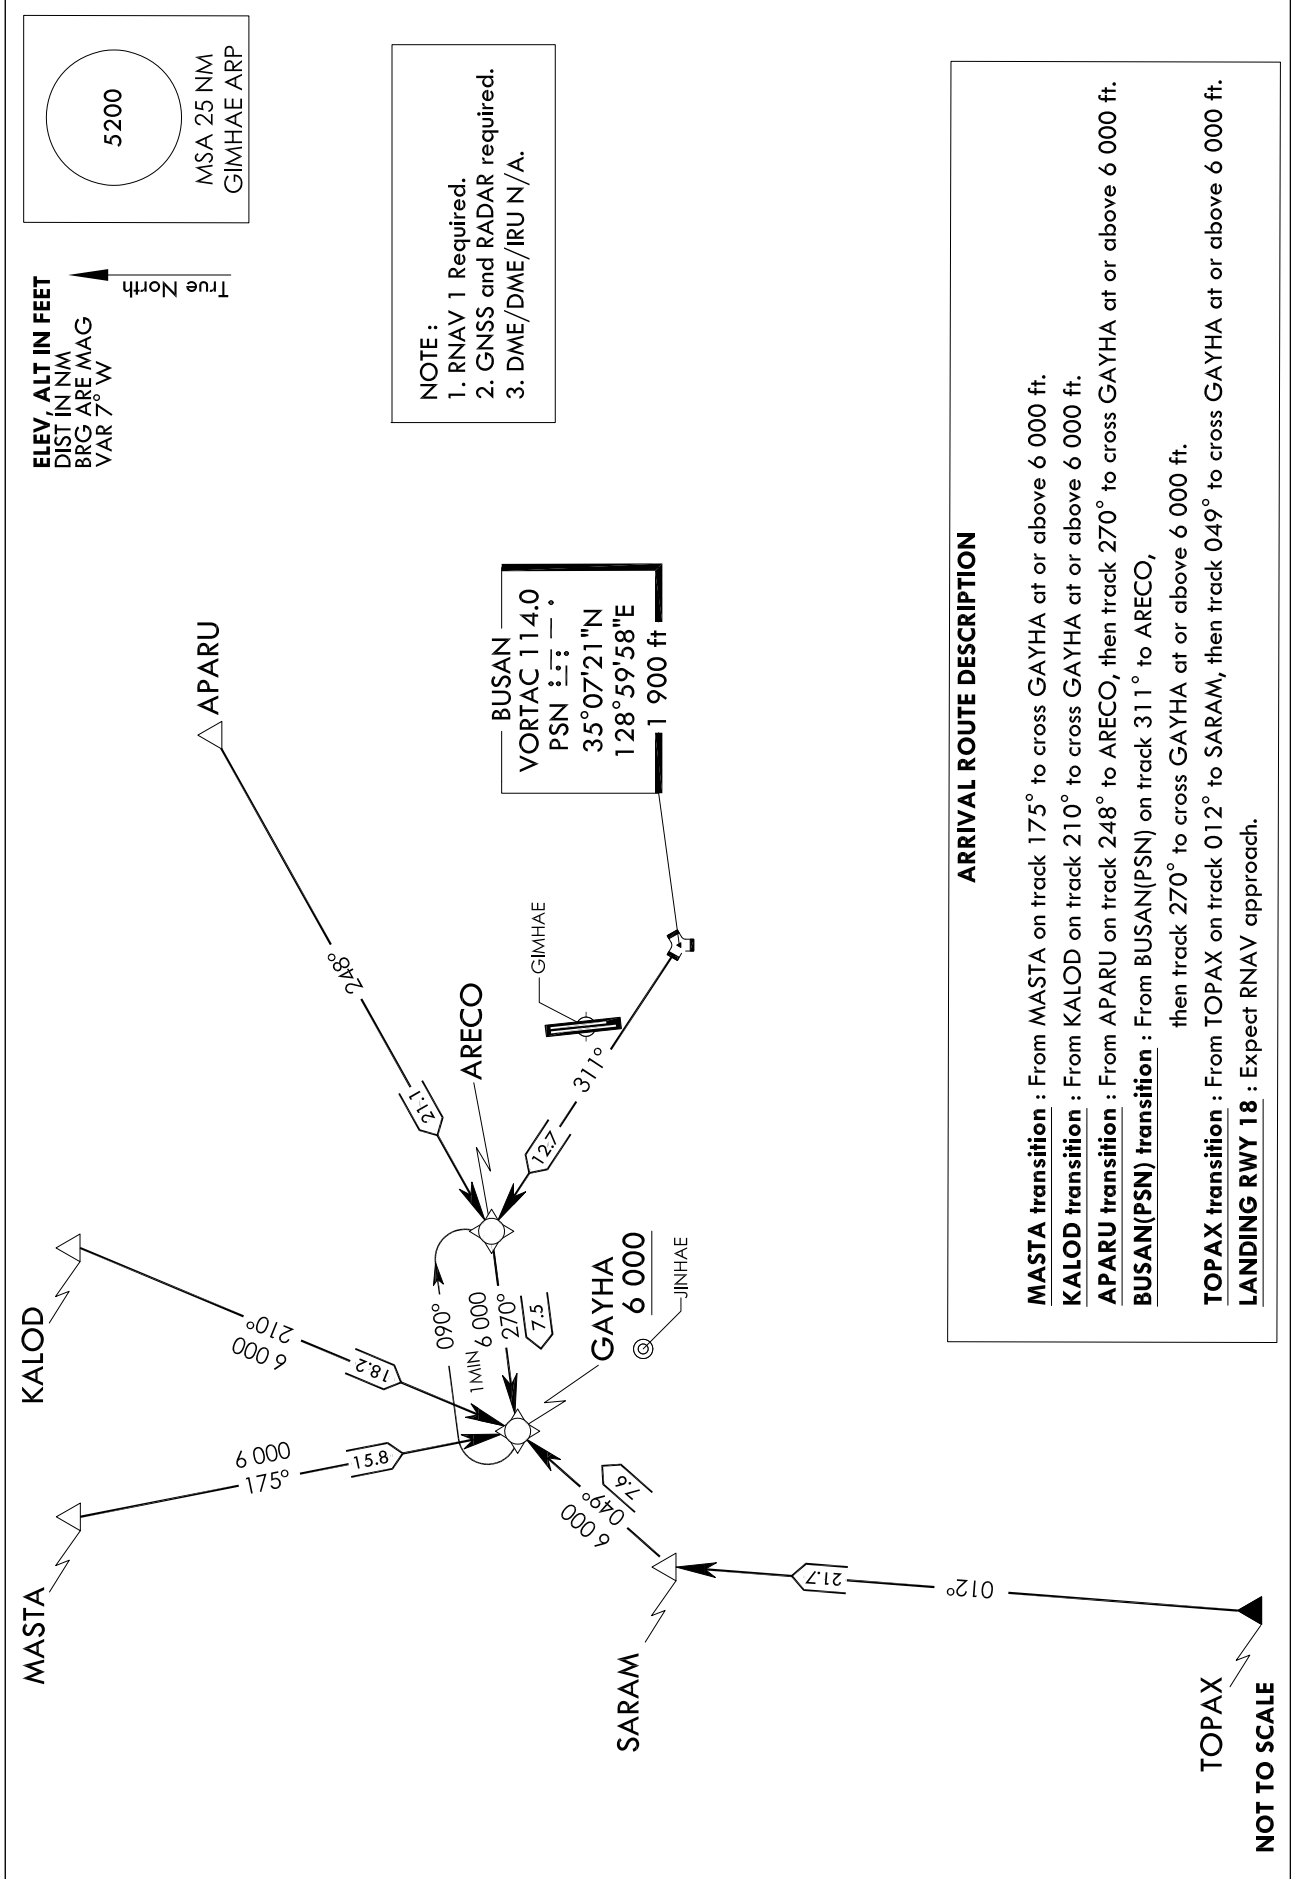 5200
MSA 25 NM
GIMHAE ARP
ELEV, ALT IN FEET
DIST IN NM
BRG ARE MAG
VAR 7° W
True North
NOTE :
1. RNAV 1 Required.
2. GNSS and RADAR required.
3. DME/DME/IRU N/A.
MASTA
KALOD
APARU
6 000
175°
15.8
210°
6 000
18.2
248°
21.1
ARECO
GIMHAE
BUSAN
VORTAC 114.0
PSN
35°07'21"N
128°59'58"E
1 900 ft
311°
12.7
090°
1MIN
6 000
270°
7.5
GAYHA
6 000
JINHAE
049°
6 000
7.6
SARAM
21.7
012°
TOPAX
NOT TO SCALE
ARRIVAL ROUTE DESCRIPTION
MASTA transition : From MASTA on track 175° to cross GAYHA at or above 6 000 ft.
KALOD transition : From KALOD on track 210° to cross GAYHA at or above 6 000 ft.
APARU transition : From APARU on track 248° to ARECO, then track 270° to cross GAYHA at or above 6 000 ft.
BUSAN(PSN) transition : From BUSAN(PSN) on track 311° to ARECO,
then track 270° to cross GAYHA at or above 6 000 ft.
TOPAX transition : From TOPAX on track 012° to SARAM, then track 049° to cross GAYHA at or above 6 000 ft.
LANDING RWY 18 : Expect RNAV approach.